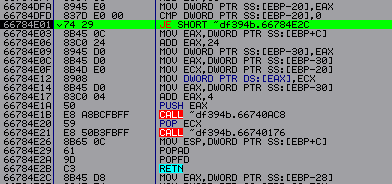 66784DFA 8945 E0 MOV DWORD PTR SS:[EBP-20],EAX
66784DFD 837D E0 00 CMP DWORD PTR SS:[EBP-20],0
66784E01 74 29 JE SHORT ~df394b.66784E2C
66784E03 8B45 0C MOV EAX,DWORD PTR SS:[EBP+C]
66784E06 83C0 24 ADD EAX,24
66784E09 8945 D0 MOV DWORD PTR SS:[EBP-30],EAX
66784E0C 8B45 D0 MOV EAX,DWORD PTR SS:[EBP-30]
66784E0F 8B4D E0 MOV ECX,DWORD PTR SS:[EBP-20]
66784E12 8908 MOV DWORD PTR DS:[EAX],ECX
66784E14 8B45 D0 MOV EAX,DWORD PTR SS:[EBP-30]
66784E17 83C0 04 ADD EAX,4
66784E1A 50 PUSH EAX
66784E1B E8 A8BCFBFF CALL ~df394b.66740AC8
66784E20 59 POP ECX
66784E21 E8 50B3FBFF CALL ~df394b.66740176
66784E26 8B65 0C MOV ESP,DWORD PTR SS:[EBP+C]
66784E29 61 POPAD
66784E2A 9D POPFD
66784E2B C3 RETN
66784E2C 8B45 D8 MOV EAX,DWORD PTR SS:[EBP-28]